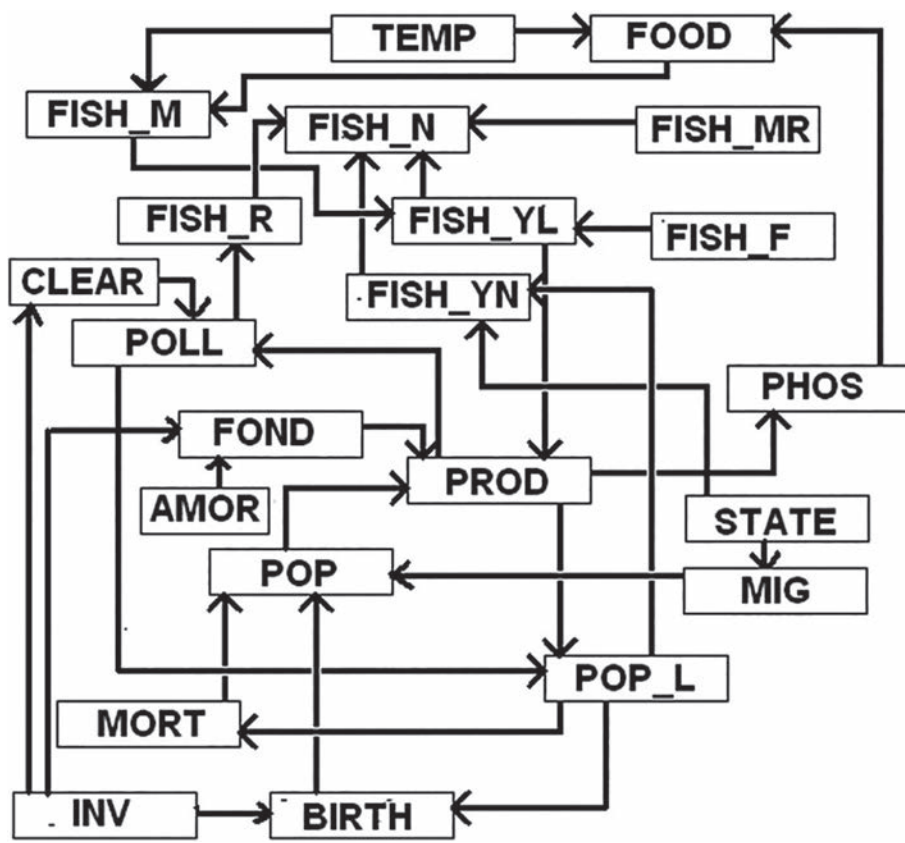 TEMP
FOOD
FISH_M
FISH_N
FISH_MR
FISH_R
FISH_YL
FISH_F
CLEAR
FISH_YN
POLL
PHOS
FOND
PROD
AMOR
STATE
POP
MIG
POP_L
MORT
INV
BIRTH